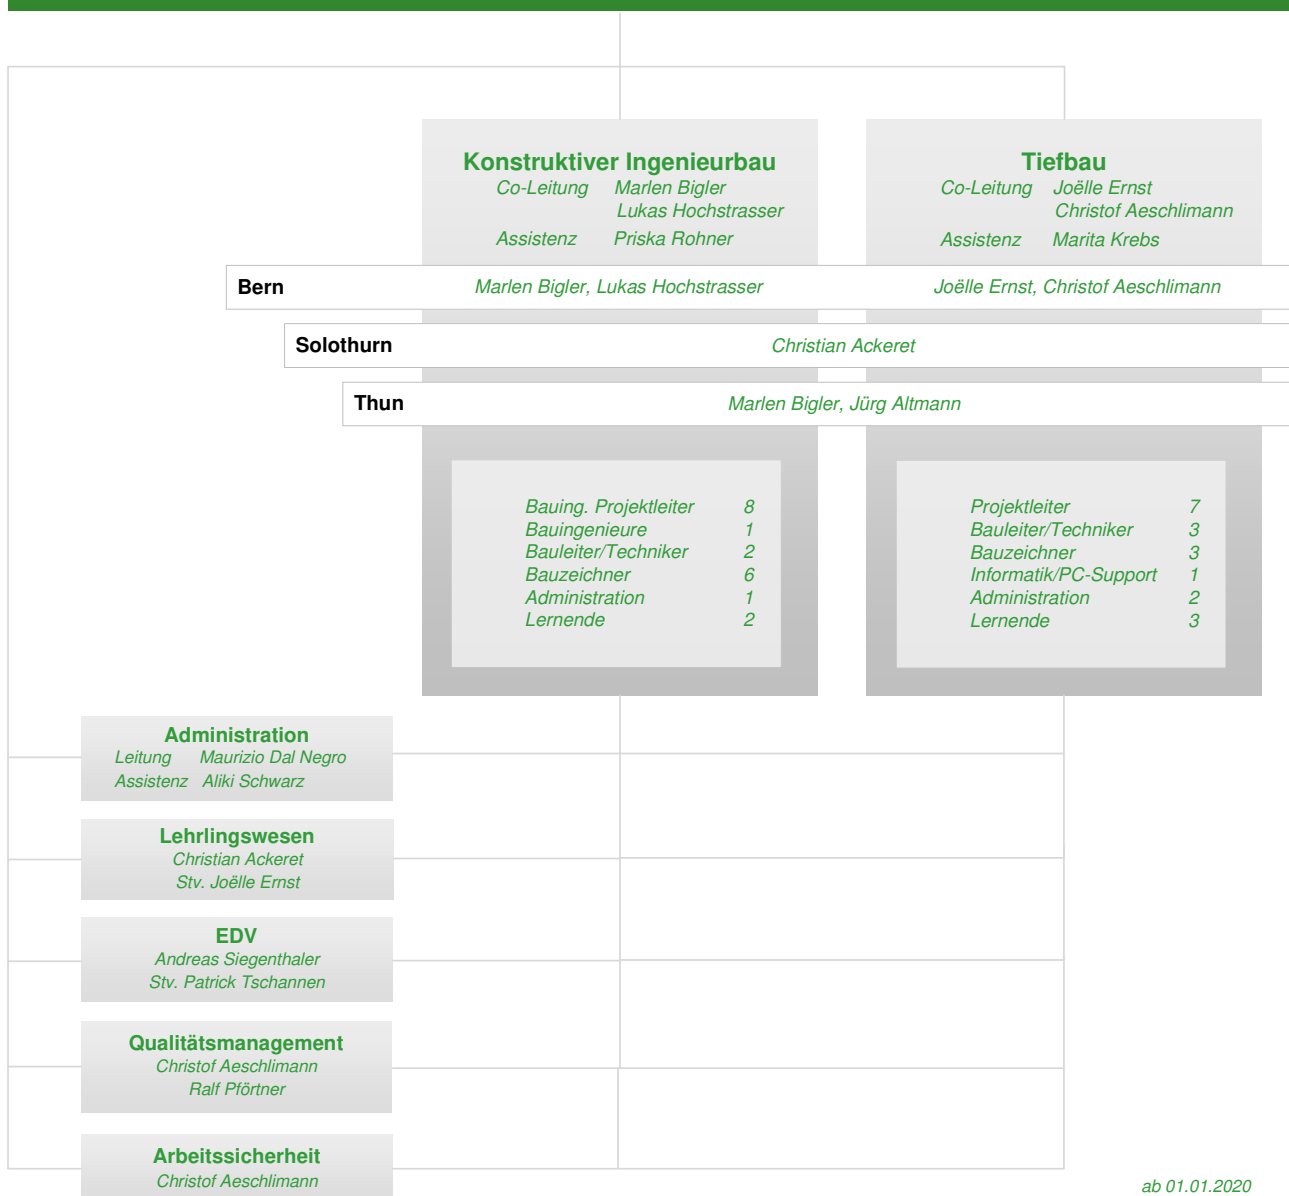 Konstruktiver Ingenieurbau
Co-Leitung Marlen Bigler
Lukas Hochstrasser
Assistenz Priska Rohner
Tiefbau
Co-Leitung Joëlle Ernst
Christof Aeschlimann
Assistenz Marita Krebs
Bern Marlen Bigler, Lukas Hochstrasser Joëlle Ernst, Christof Aeschlimann
Solothurn Christian Ackeret
Thun Marlen Bigler, Jürg Altmann
Bauing. Projektleiter 8
Bauingenieure 1
Bauleiter/Techniker 2
Bauzeichner 6
Administration 1
Lernende 2
Projektleiter 7
Bauleiter/Techniker 3
Bauzeichner 3
Informatik/PC-Support 1
Administration 2
Lernende 3
Administration
Leitung Maurizio Dal Negro
Assistenz Aliki Schwarz
Lehrlingswesen
Christian Ackeret
Stv. Joëlle Ernst
EDV
Andreas Siegenthaler
Stv. Patrick Tschannen
Qualitätsmanagement
Christof Aeschlimann
Ralf Pförtner
Arbeitssicherheit
Christof Aeschlimann
ab 01.01.2020